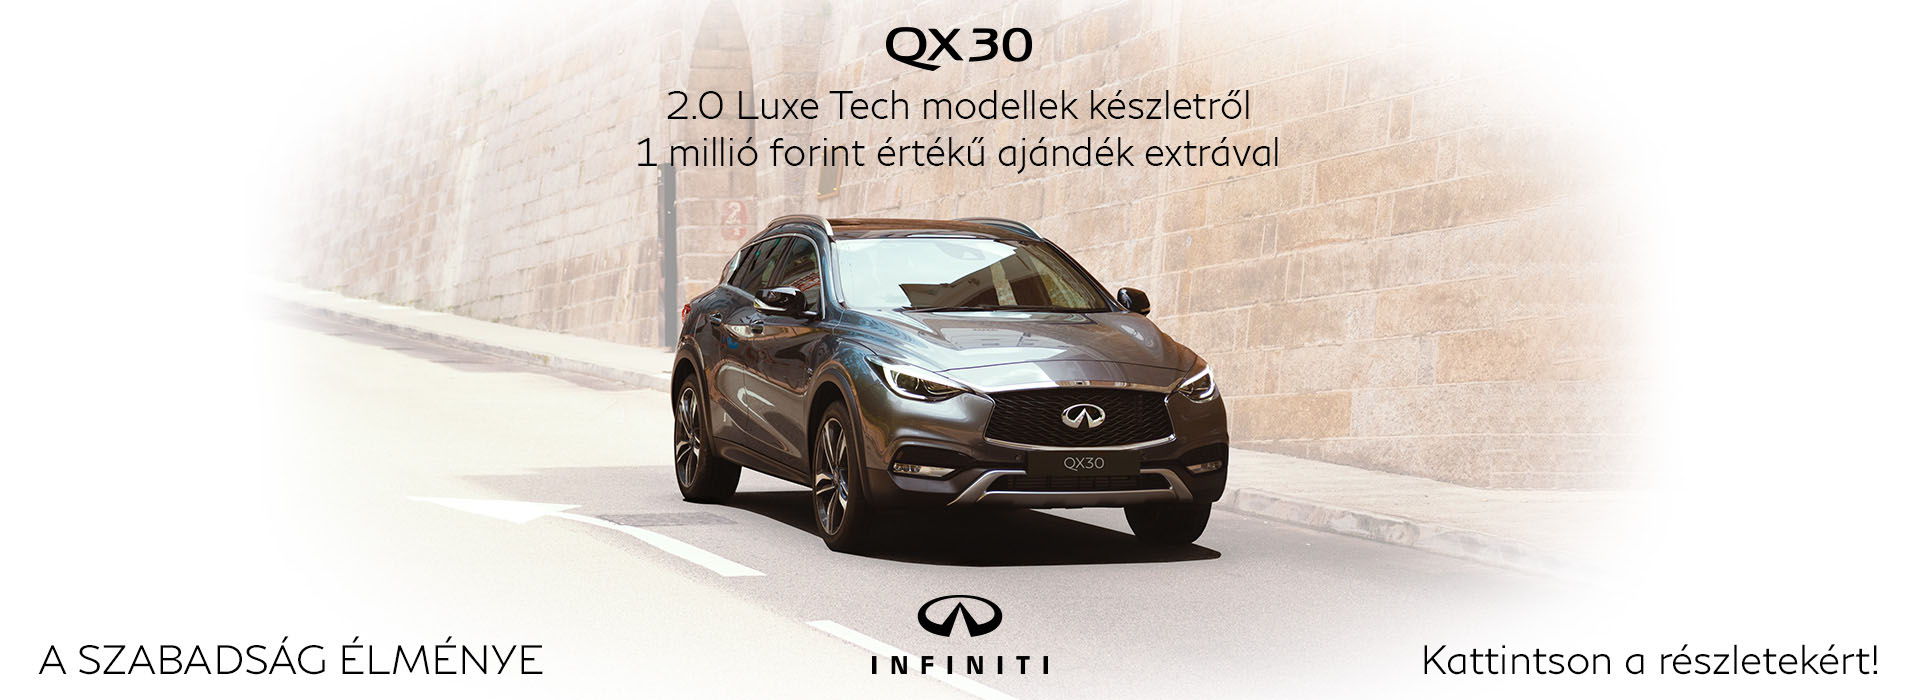 QX30
2.0 Luxe Tech modellek készletről
1 millió forint értékű ajándék extrával
QX30
A SZABADSÁG ÉLMÉNYE
INFINITI
Kattintson a részletekért!